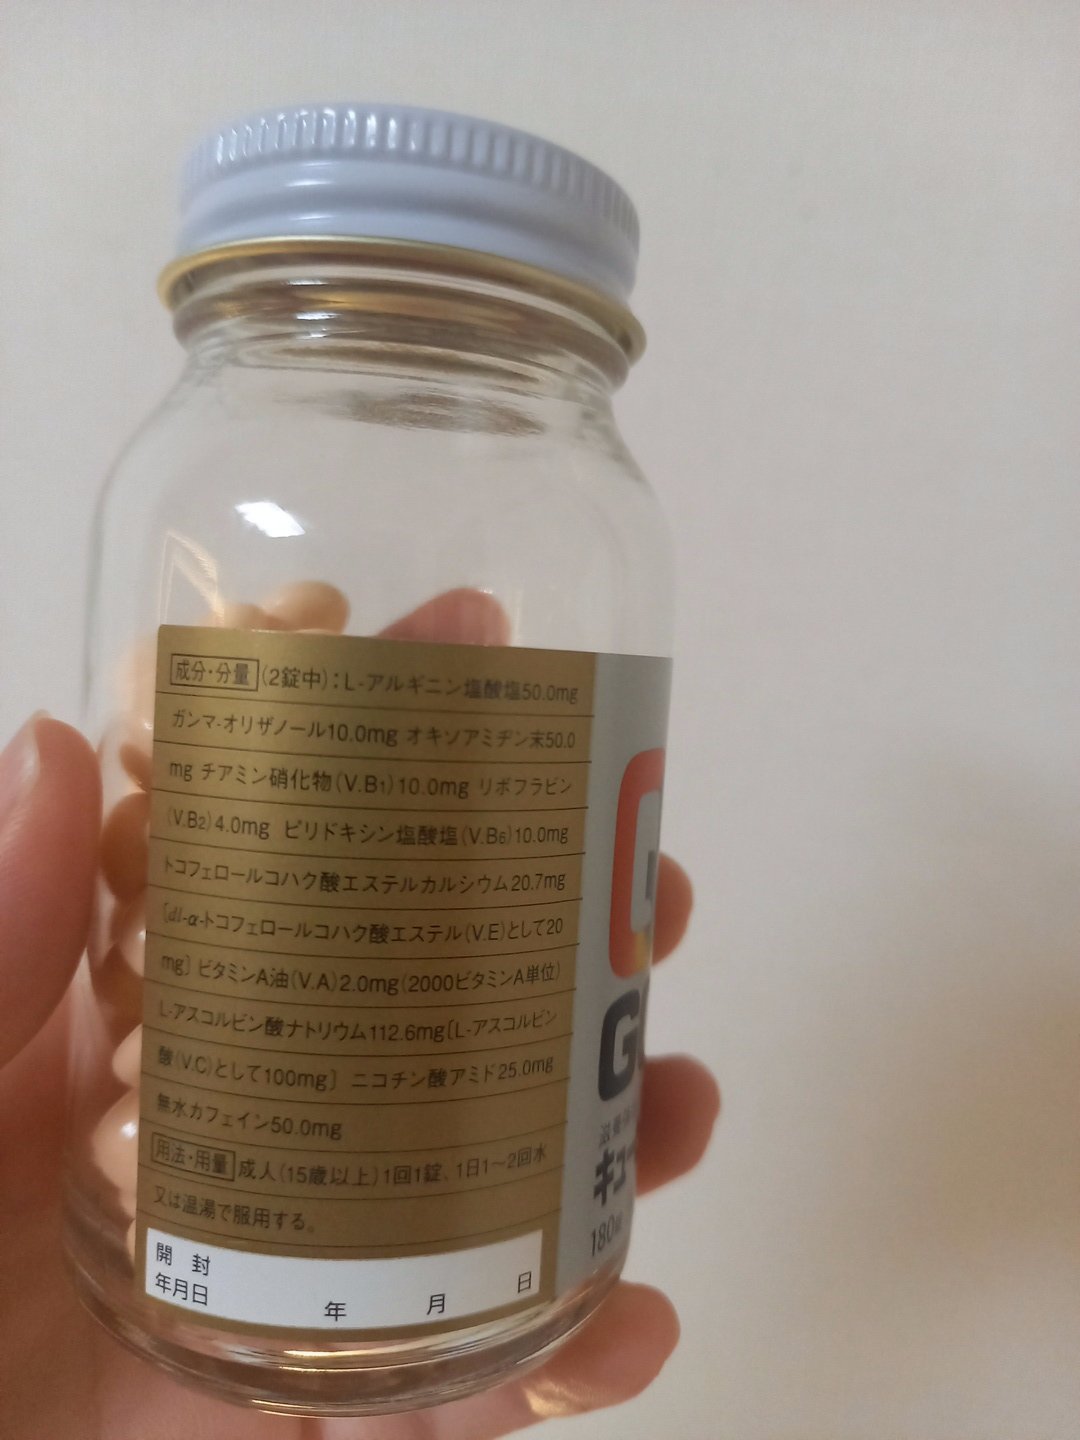 成分・分量 (2錠中):L-アルギニン塩酸塩50.0mg
ガンマ-オリザノール10.0mg オキソアミヂン末50.0
mg チアミン硝化物(V.B1)10.0mg リボフラビン
(V.B2)4.0mg ピリドキシン塩酸塩(V.B6)10.0mg
トコフェロールコハク酸エステルカルシウム20.7mg
〔dl-α-トコフェロールコハク酸エステル(V.E)として20
mg〕 ビタミンA油(V.A)2.0mg(2000ビタミンA単位)
L-アスコルビン酸ナトリウム112.6mg〔L-アスコルビン
酸(V.C)として100mg〕 ニコチン酸アミド25.0mg
無水カフェイン50.0mg
用法・用量 成人(15歳以上)1回1錠、1日1~2回水
又は温湯で服用する。
開封
年月日 年 月 日
G
キュー
180